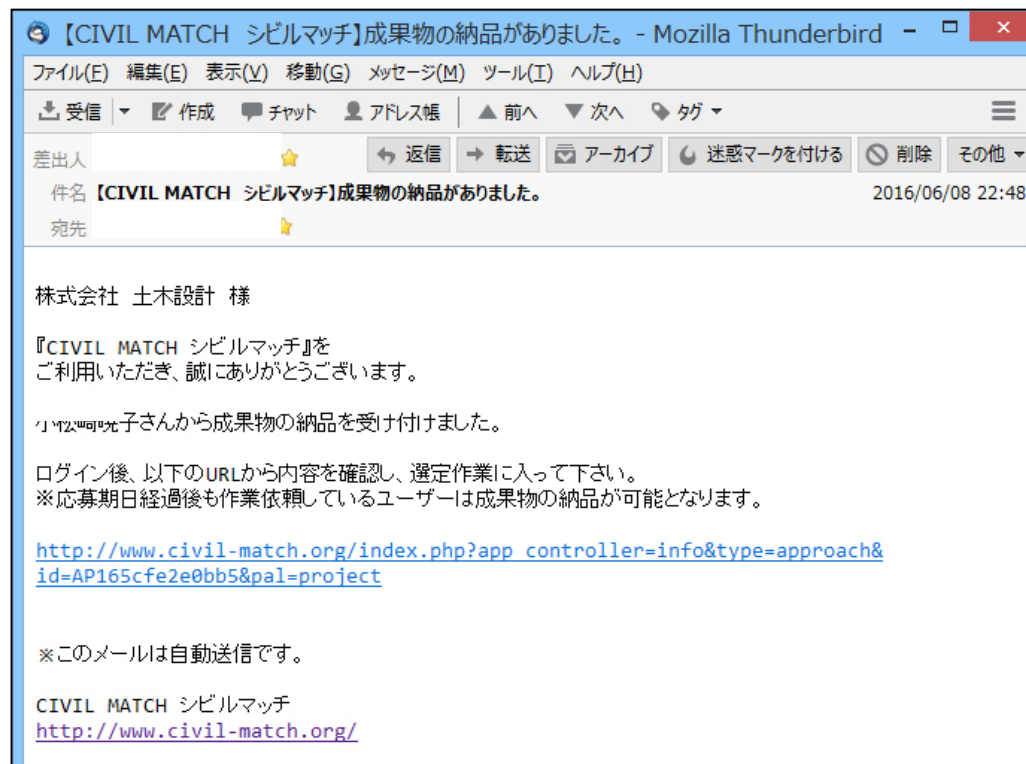 【CIVIL MATCH シビルマッチ】成果物の納品がありました。 - Mozilla Thunderbird
ファイル(F) 編集(E) 表示(V) 移動(G) メッセージ(M) ツール(T) ヘルプ(H)
受信 作成 チャット アドレス帳 前へ 次へ タグ
差出人 返信 転送 アーカイブ 迷惑マークを付ける 削除 その他
件名 【CIVIL MATCH シビルマッチ】成果物の納品がありました。 2016/06/08 22:48
宛先
株式会社 土木設計 様
『CIVIL MATCH シビルマッチ』を
ご利用いただき、誠にありがとうございます。
子さんから成果物の納品を受け付けました。
ログイン後、以下のURLから内容を確認し、選定作業に入って下さい。
※応募期日経過後も作業依頼しているユーザーは成果物の納品が可能となります。
http://www.civil-match.org/index.php?app_controller=info&type=approach&
id=AP165cfe2e0bb5&pal=project
※このメールは自動送信です。
CIVIL MATCH シビルマッチ
http://www.civil-match.org/